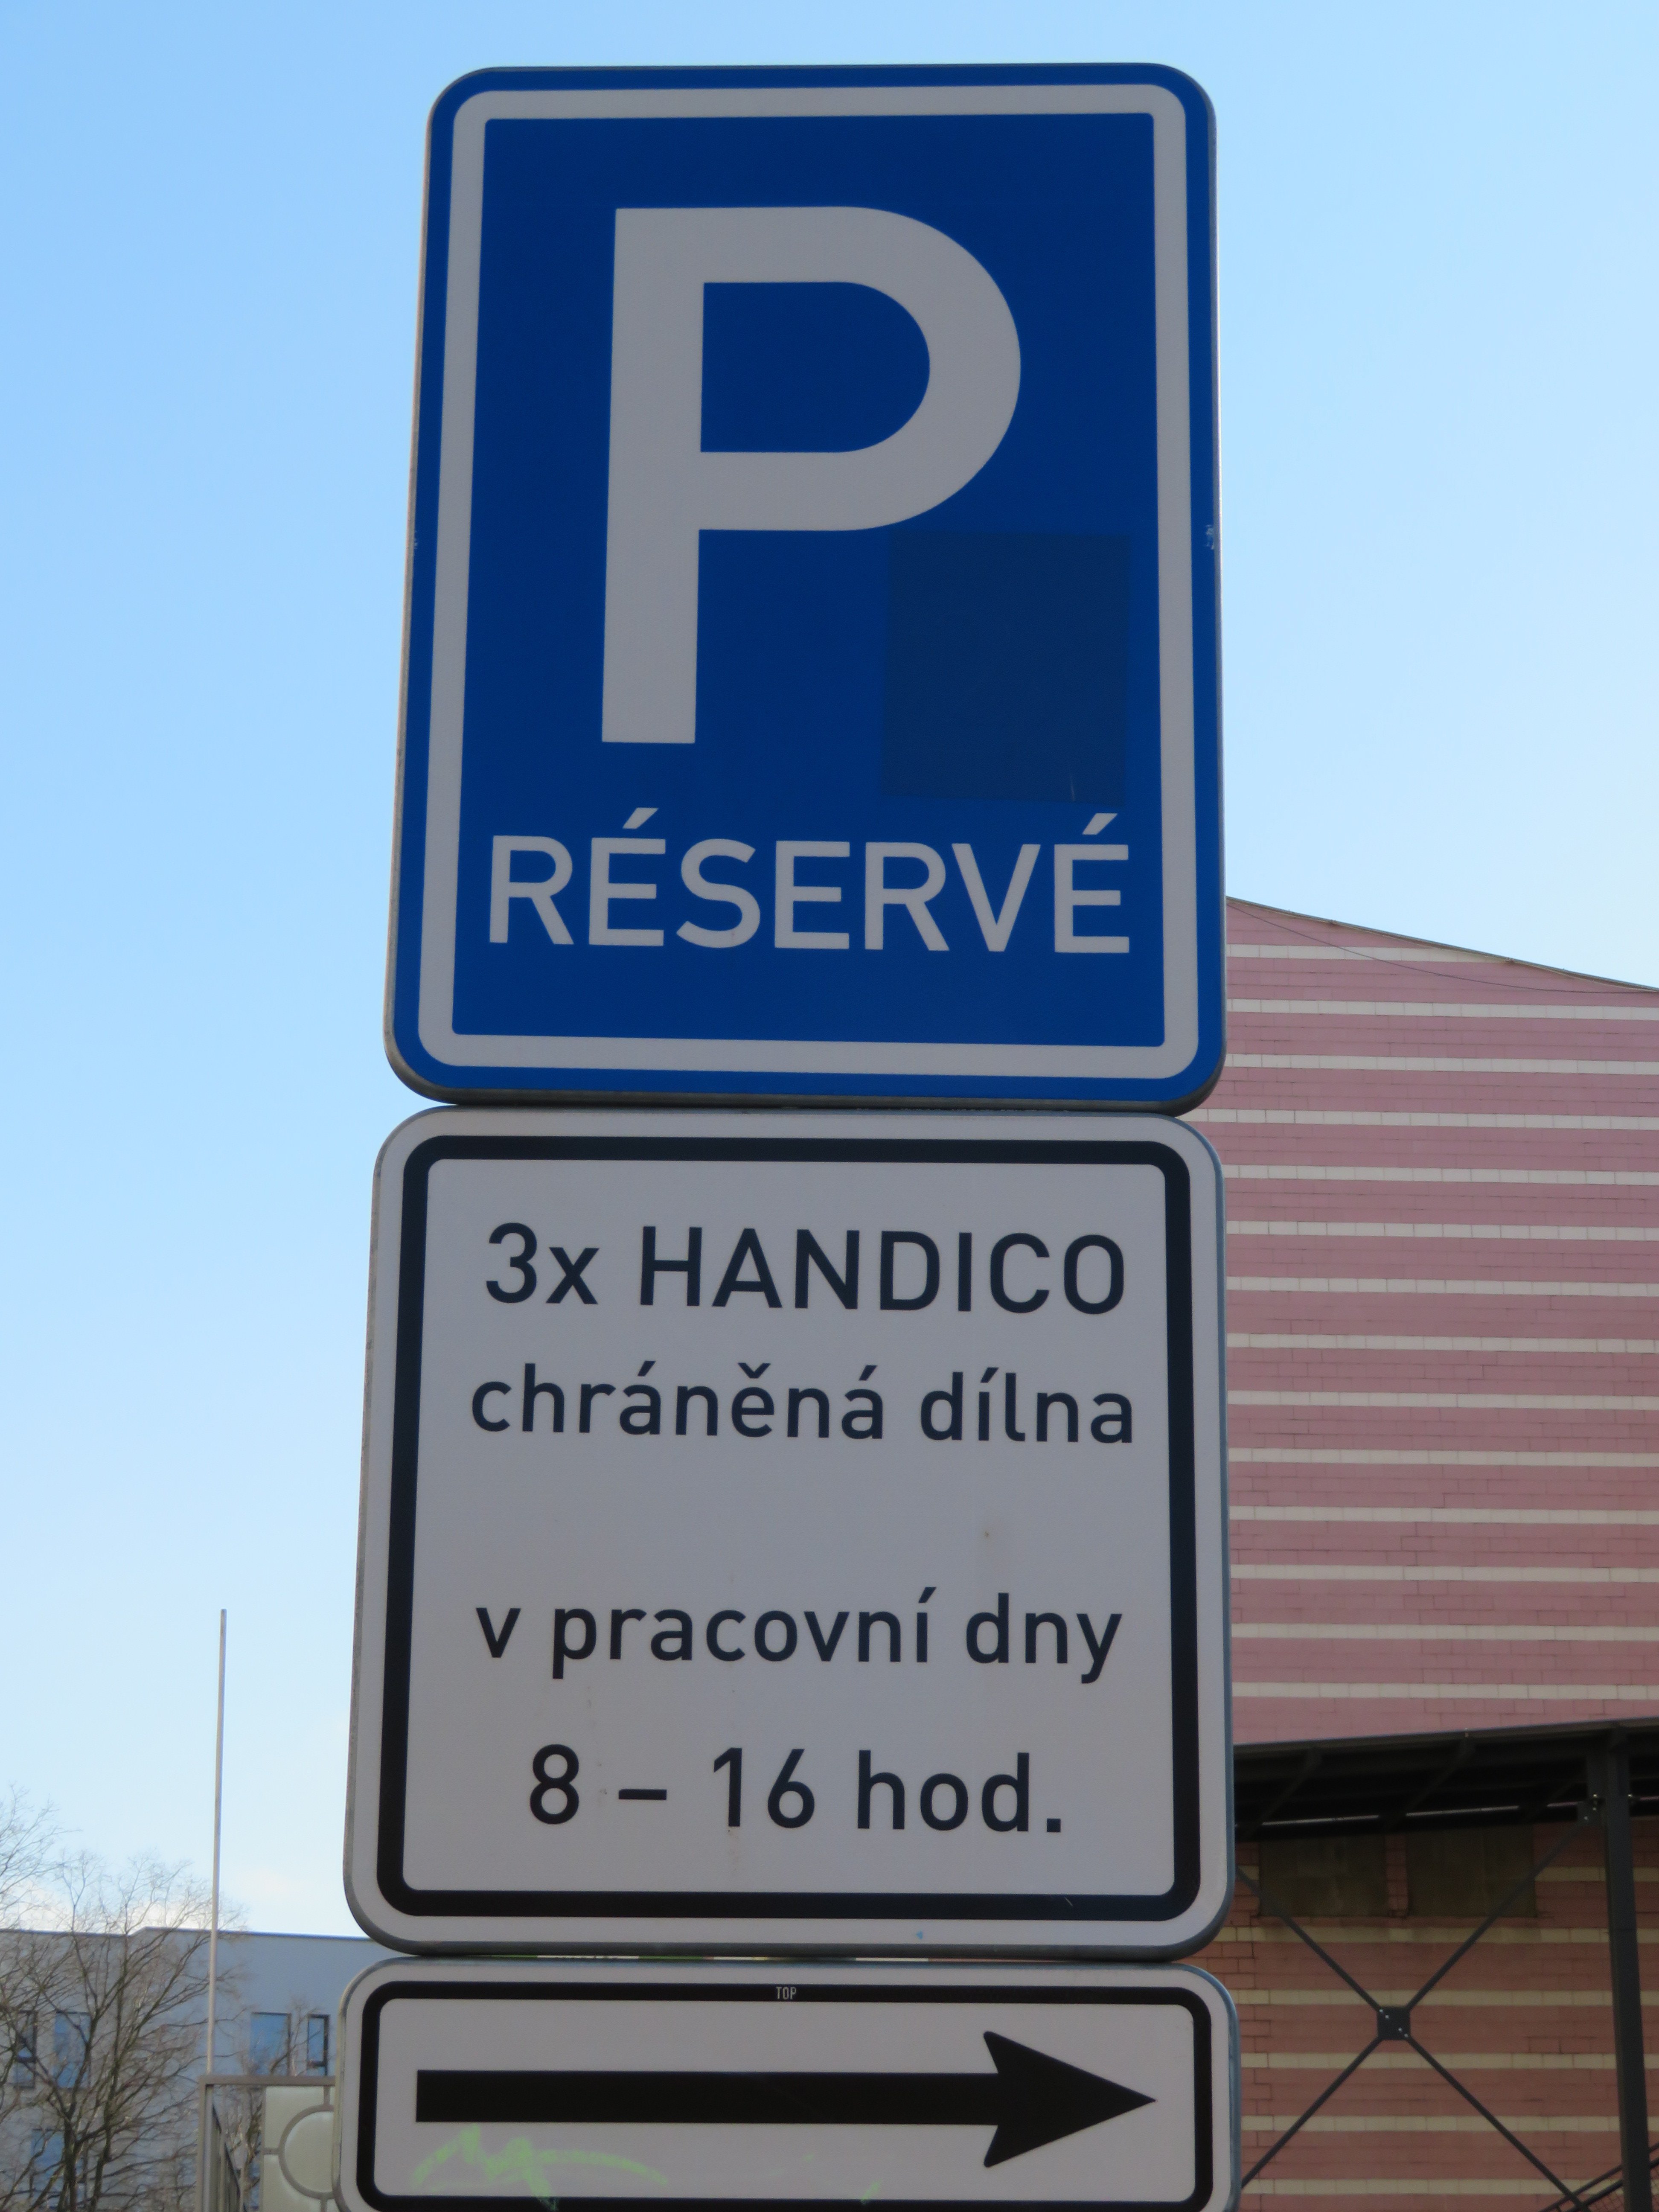 P
RÉSERVÉ
3x HANDICO
chráněná dílna
v pracovní dny
8 – 16 hod.
TOP